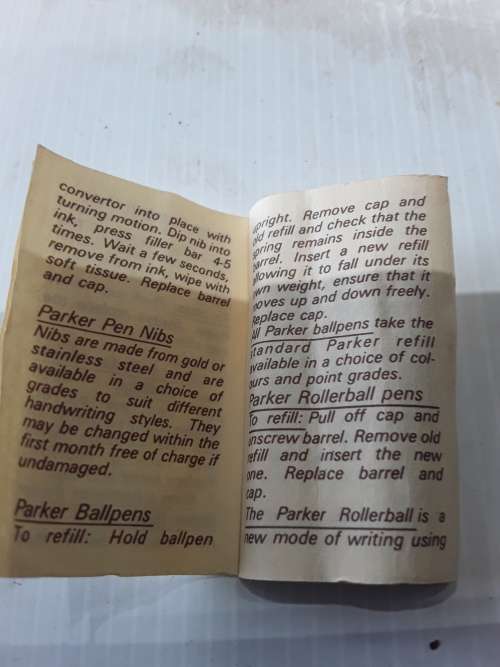 convertor into place with
turning motion. Dip nib into
ink, press filler bar 4-5
times. Wait a few seconds,
remove from ink, wipe with
soft tissue. Replace barrel
and cap.
Parker Pen Nibs
Nibs are made from gold or
stainless steel and are
available in a choice of
grades to suit different
handwriting styles. They
may be changed within the
first month free of charge if
undamaged.
Parker Ballpens
To refill: Hold ballpen
upright. Remove cap and
old refill and check that the
spring remains inside the
barrel. Insert a new refill
allowing it to fall under its
own weight, ensure that it
moves up and down freely.
Replace cap.
All Parker ballpens take the
standard Parker refill
available in a choice of col-
ours and point grades.
Parker Rollerball pens
To refill: Pull off cap and
unscrew barrel. Remove old
refill and insert the new
one. Replace barrel and
cap.
The Parker Rollerball is a
new mode of writing using